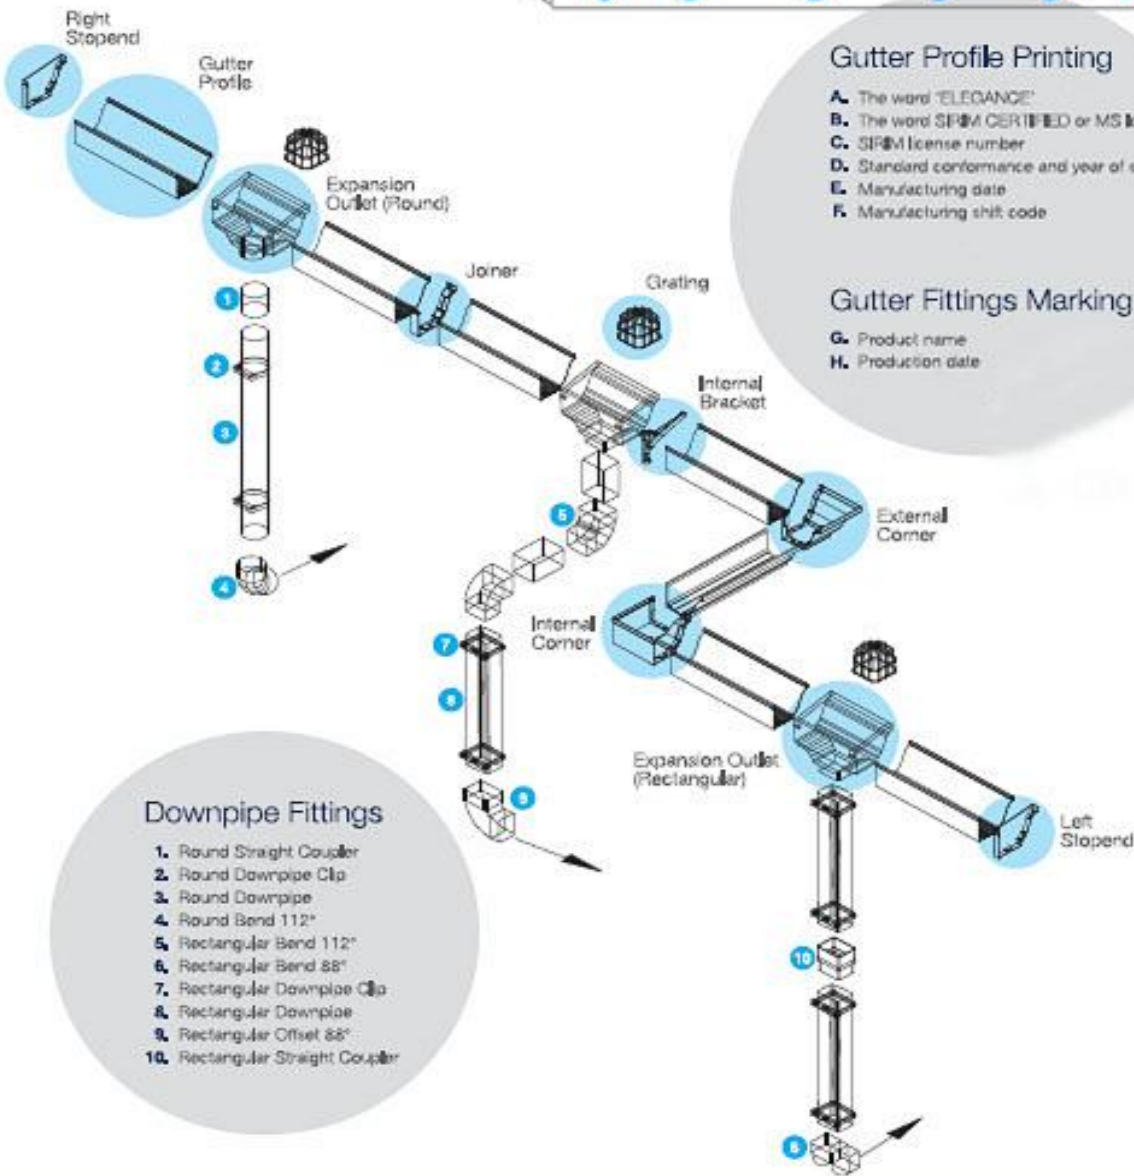 Right
Stopend
Gutter
Profile
Expansion
Outlet (Round)
Joiner
Grating
Internal
Bracket
External
Corner
Internal
Corner
Expansion Outlet
(Rectangular)
Left
Stopend
1
2
3
4
5
7
8
9
10
6
Gutter Profile Printing
A. The word "ELEGANCE"
B. The word SIRIM CERTIFIED or MS
C. SIRIM license number
D. Standard conformance and year of
E. Manufacturing date
F. Manufacturing shift code
Gutter Fittings Marking
G. Product name
H. Production date
Downpipe Fittings
1. Round Straight Coupler
2. Round Downpipe Clip
3. Round Downpipe
4. Round Bend 112°
5. Rectangular Bend 112°
6. Rectangular Bend 88°
7. Rectangular Downpipe Clip
8. Rectangular Downpipe
9. Rectangular Offset 88°
10. Rectangular Straight Coupler